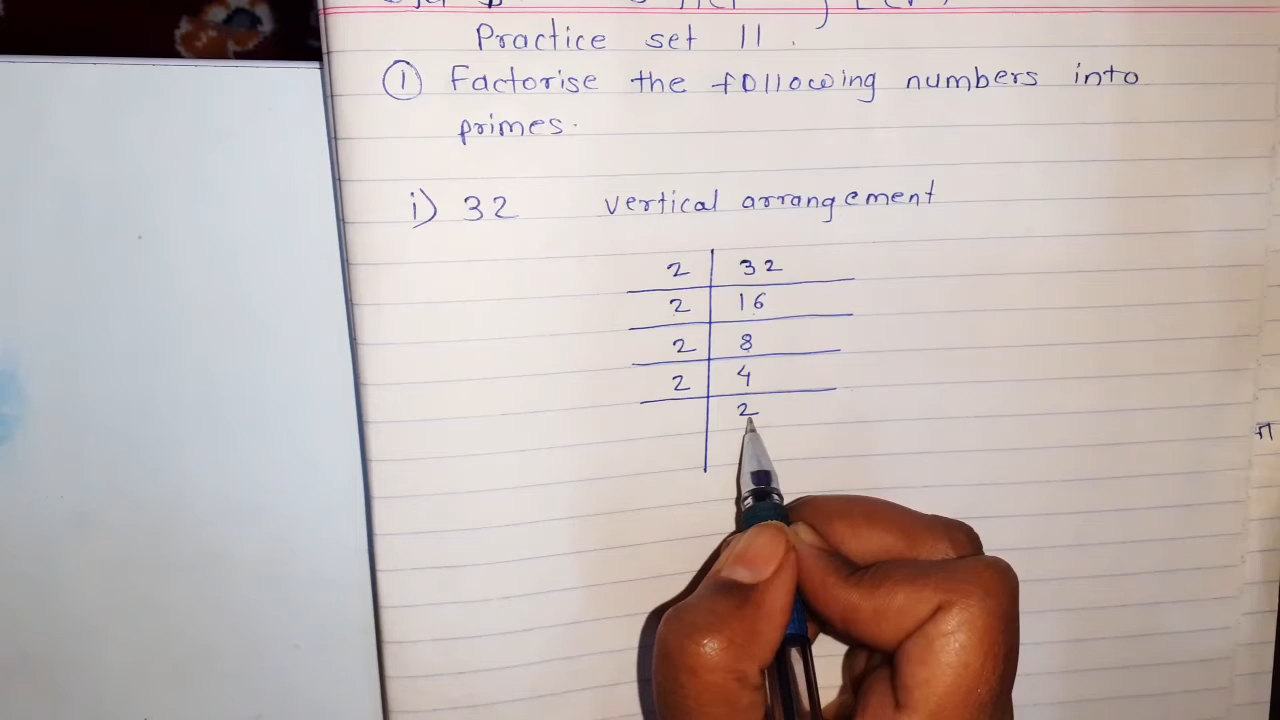 Practice set 11.
① Factorise the following numbers into
primes.
i) 32 vertical arrangement
2 32
2 16
2 8
2 4
2